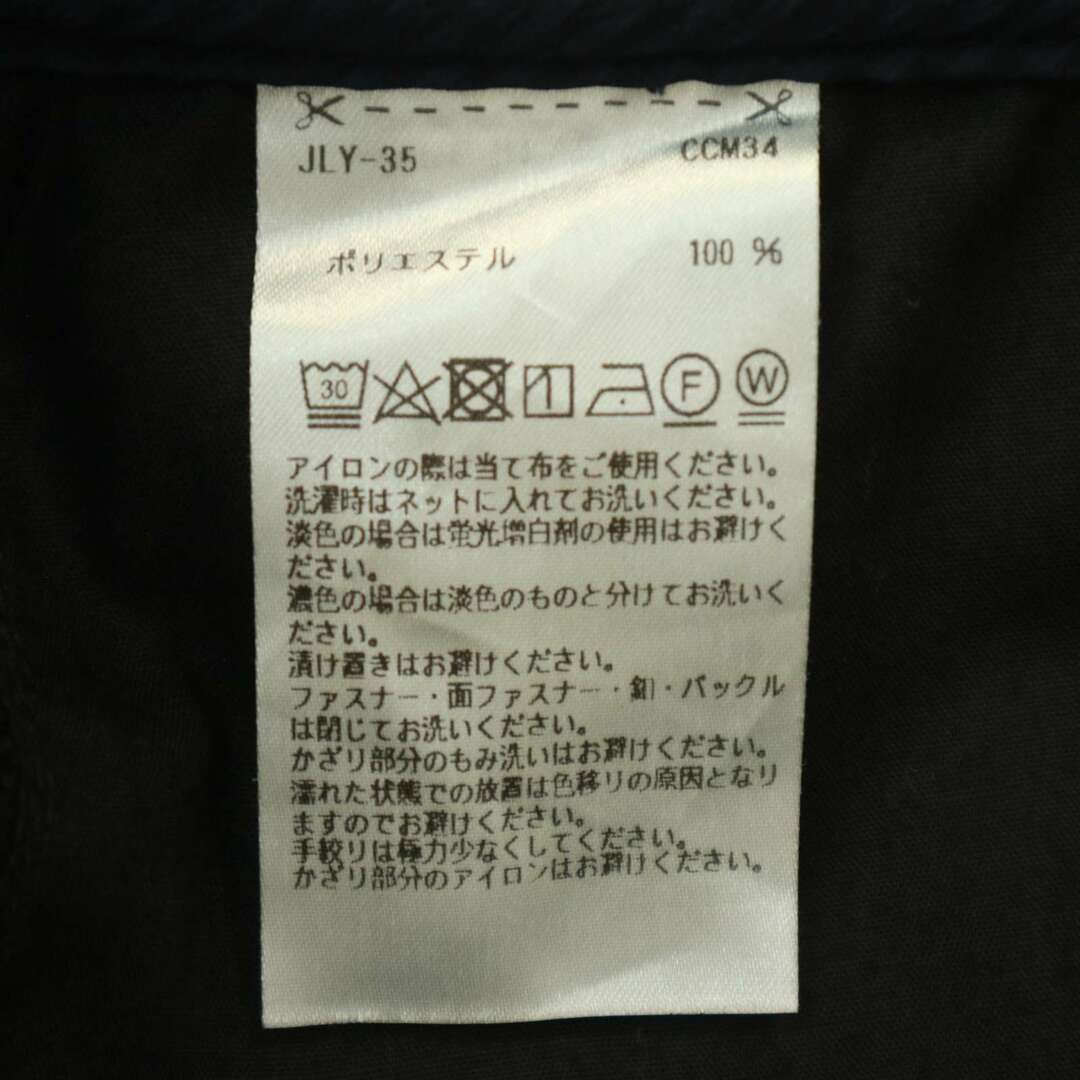 JLY-35 CCM34
ポリエステル 100 %
30 F W
アイロンの際は当て布をご使用ください。
洗濯時はネットに入れてお洗いください。
淡色の場合は蛍光増白剤の使用はお避けく
ださい。
濃色の場合は淡色のものと分けてお洗いく
ださい。
漬け置きはお避けください。
ファスナー・面ファスナー・釦・バックル
は閉じてお洗いください。
かざり部分のもみ洗いはお避けください。
濡れた状態での放置は色移りの原因となり
ますのでお避けください。
手絞りは極力少なくしてください。
かざり部分のアイロンはお避けください。